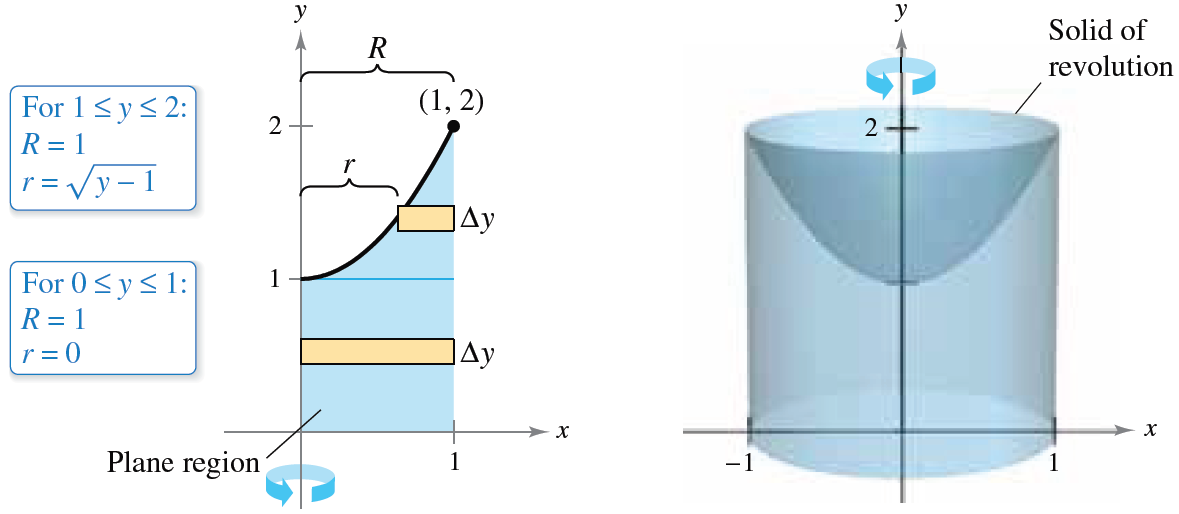 For 1 ≤ y ≤ 2:
R = 1
r = √y − 1
For 0 ≤ y ≤ 1:
R = 1
r = 0
y
R
(1, 2)
2
r
Δy
1
Δy
x
Plane region
1
y
Solid of
revolution
2
x
−1
1